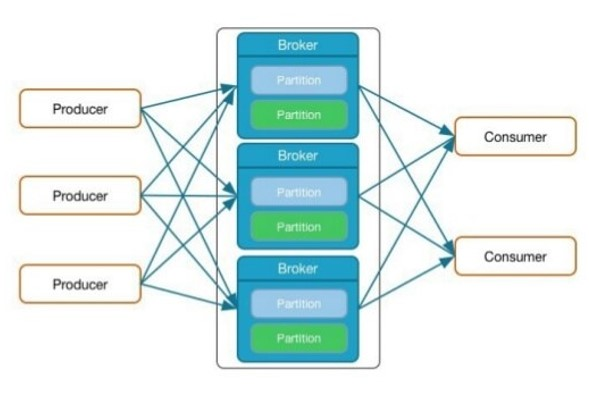 Broker
Partition
Partition
Producer
Consumer
Broker
Partition
Producer
Partition
Consumer
Broker
Producer
Partition
Partition